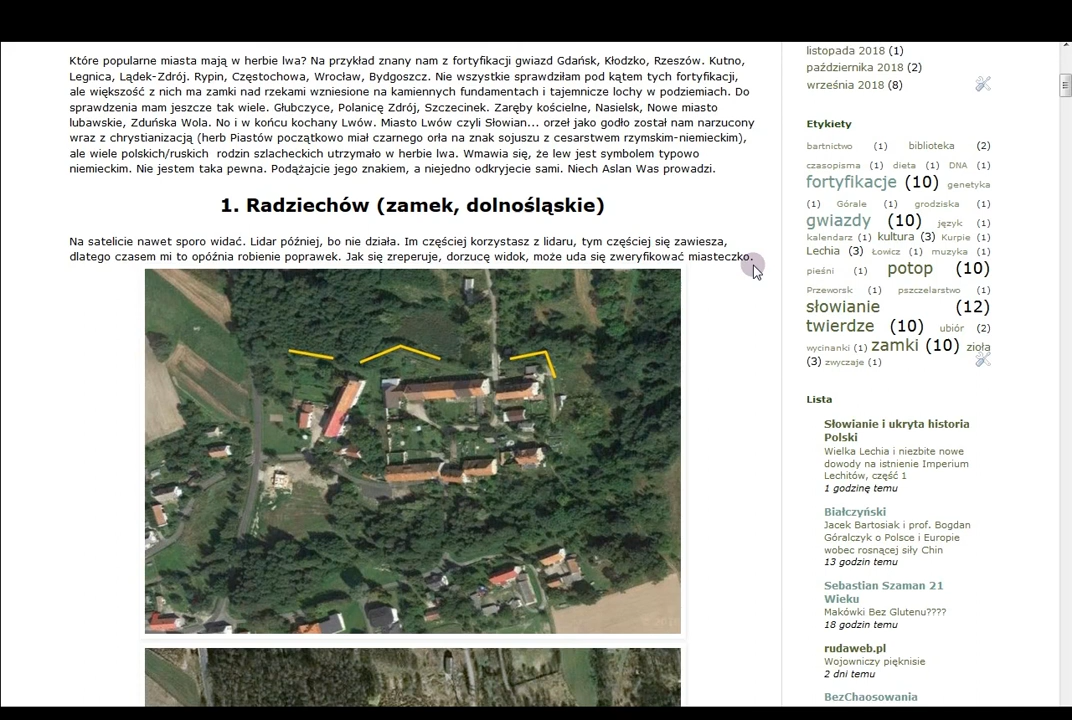 Które popularne miasta mają w herbie lwa? Na przykład znany nam z fortyfikacji gwiazd Gdańsk, Kłodzko, Rzeszów. Kutno,
Legnica, Lądek-Zdrój. Rypin, Częstochowa, Wrocław, Bydgoszcz. Nie wszystkie sprawdziłam pod kątem tych fortyfikacji,
ale większość z nich ma zamki nad rzekami wzniesione na kamiennych fundamentach i tajemnicze lochy w podziemiach. Do
sprawdzenia mam jeszcze tak wiele. Głubczyce, Polanicę Zdrój, Szczecinek. Zaręby kościelne, Nasielsk, Nowe miasto
lubawskie, Zduńska Wola. No i w końcu kochany Lwów. Miasto Lwów czyli Słowian... orzeł jako godło został nam narzucony
wraz z chrystianizacją (herb Piastów początkowo miał czarnego orła na znak sojuszu z cesarstwem rzymskim-niemieckim),
ale wiele polskich/ruskich rodzin szlacheckich utrzymało w herbie lwa. Wmawia się, że lew jest symbolem typowo
niemieckim. Nie jestem taka pewna. Podążajcie jego znakiem, a niejedno odkryjecie sami. Niech Aslan Was prowadzi.
1. Radziechów (zamek, dolnośląskie)
Na satelicie nawet sporo widać. Lidar później, bo nie działa. Im częściej korzystasz z lidaru, tym częściej się zawiesza,
dlatego czasem mi to opóźnia robienie poprawek. Jak się zreperuje, dorzucę widok, może uda się zweryfikować miasteczko.
listopada 2018 (1)
października 2018 (2)
września 2018 (8)
Etykiety
bartnictwo (1) biblioteka (2)
czasopisma (1) dieta (1) DNA (1)
fortyfikacje (10) genetyka
(1) Górale (1) grodziska (1)
gwiazdy (10) język (1)
kalendarz (1) kultura (3) Kurpie (1)
Lechia (3) Łowicz (1) muzyka (1)
pieśni (1) potop (10)
Przeworsk (1) pszczelarstwo (1)
słowianie (12)
twierdze (10) ubiór (2)
wycinanki (1) zamki (10) zioła
(3) zwyczaje (1)
Lista
Słowianie i ukryta historia
Polski
Wielka Lechia i niezbite nowe
dowody na istnienie Imperium
Lechitów, część 1
1 godzinę temu
Białczyński
Jacek Bartosiak i prof. Bogdan
Góralczyk o Polsce i Europie
wobec rosnącej siły Chin
13 godzin temu
Sebastian Szaman 21
Wieku
Makówki Bez Glutenu????
18 godzin temu
rudaweb.pl
Wojowniczy pięknisie
2 dni temu
BezChaosowania